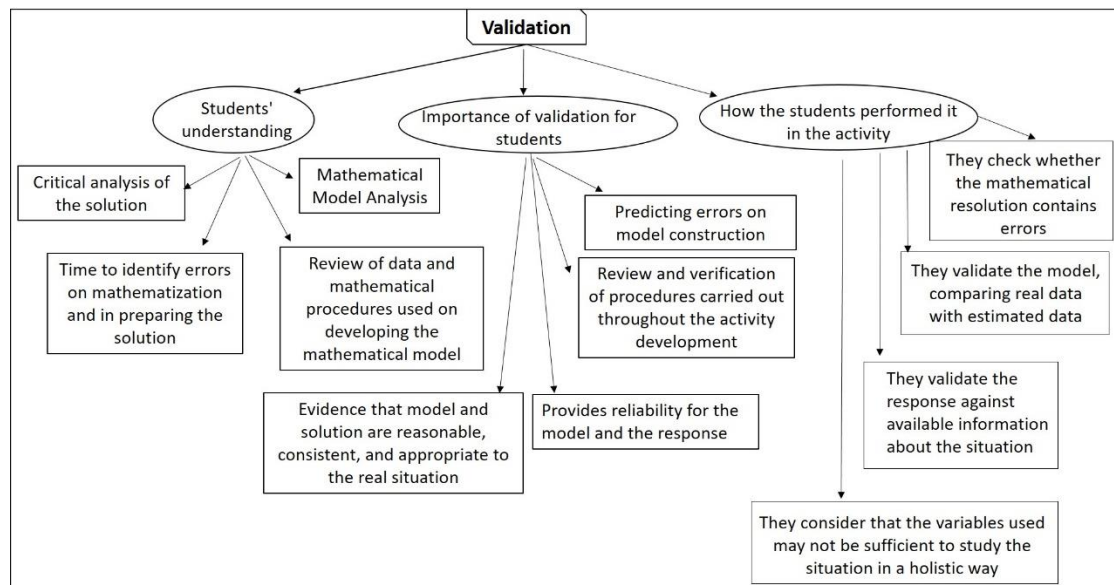 Validation
Students'
understanding
Importance of validation for
students
How the students performed it
in the activity
Critical analysis of
the solution
Mathematical
Model Analysis
Time to identify errors
on mathematization
and in preparing the
solution
Review of data and
mathematical
procedures used on
developing the
mathematical model
Predicting errors on
model construction
Review and verification
of procedures carried out
throughout the activity
development
Evidence that model and
solution are reasonable,
consistent, and appropriate to
the real situation
Provides reliability for the
model and the response
They check whether
the mathematical
resolution contains
errors
They validate the model,
comparing real data
with estimated data
They validate the
response against
available information
about the situation
They consider that the variables used
may not be sufficient to study the
situation in a holistic way